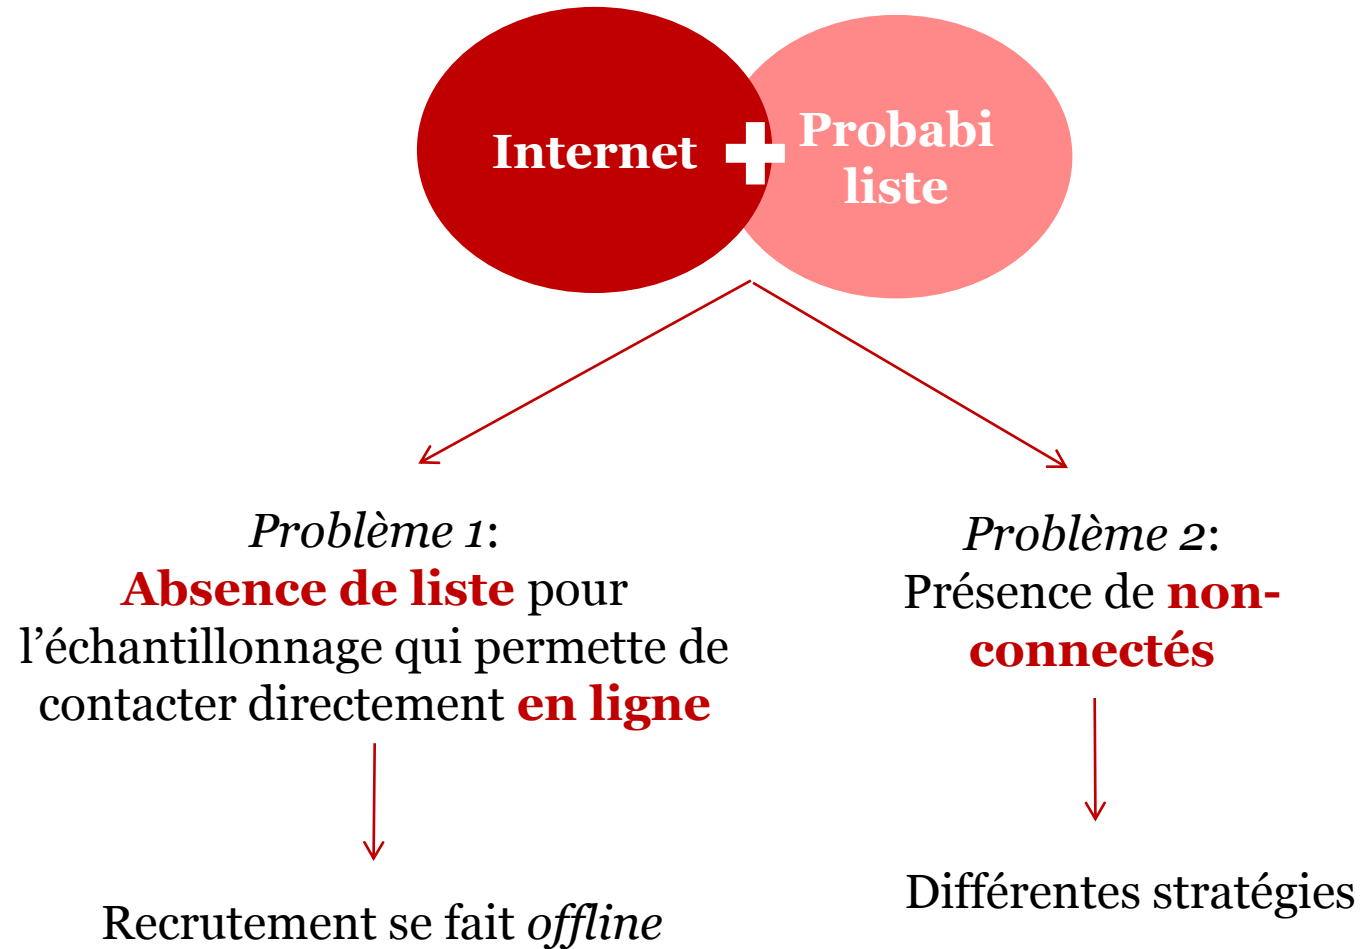 Internet
Probabi
liste
Problème 1:
Absence de liste pour
l’échantillonnage qui permette de
contacter directement en ligne
Recrutement se fait offline
Problème 2:
Présence de non-
connectés
Différentes stratégies